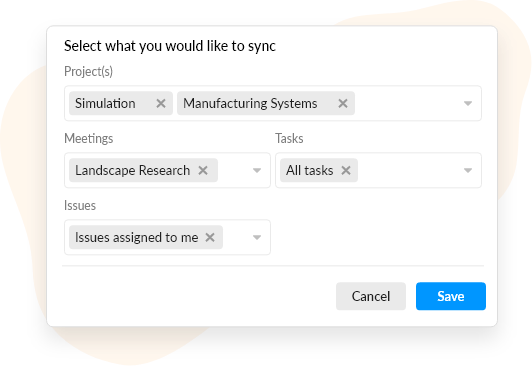 Select what you would like to sync
Project(s)
Simulation Manufacturing Systems
Meetings Tasks
Landscape Research All tasks
Issues
Issues assigned to me
Cancel Save